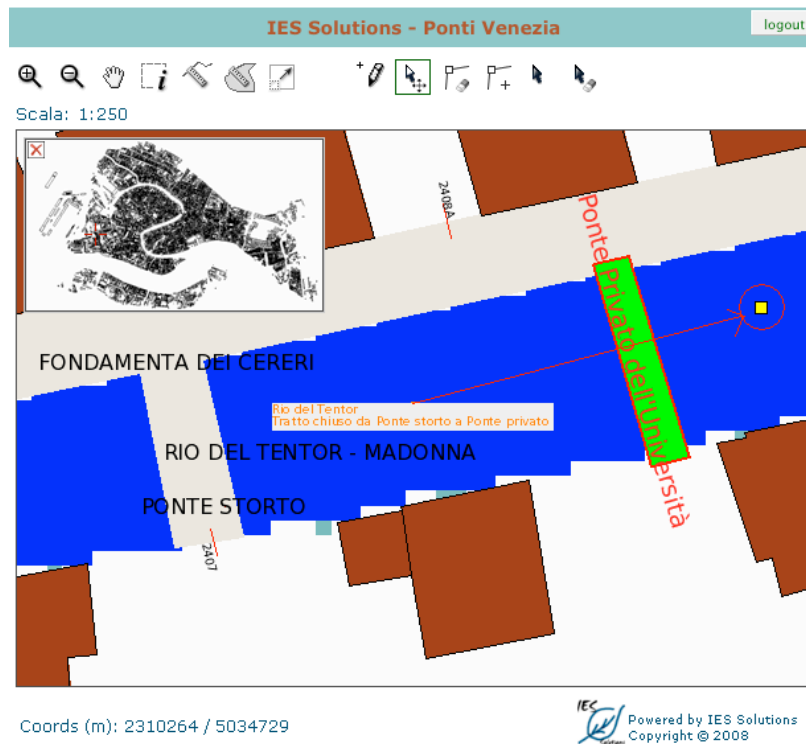 IES Solutions - Ponti Venezia
logout
Scala: 1:250
2408A
Ponte Privato dell'Università
FONDAMENTA DEI CERERI
Rio del Tentor
Tratto chiuso da Ponte storto a Ponte privato
RIO DEL TENTOR - MADONNA
PONTE STORTO
2407
Coords (m): 2310264 / 5034729
IES
Solutions
Powered by IES Solutions
Copyright © 2008